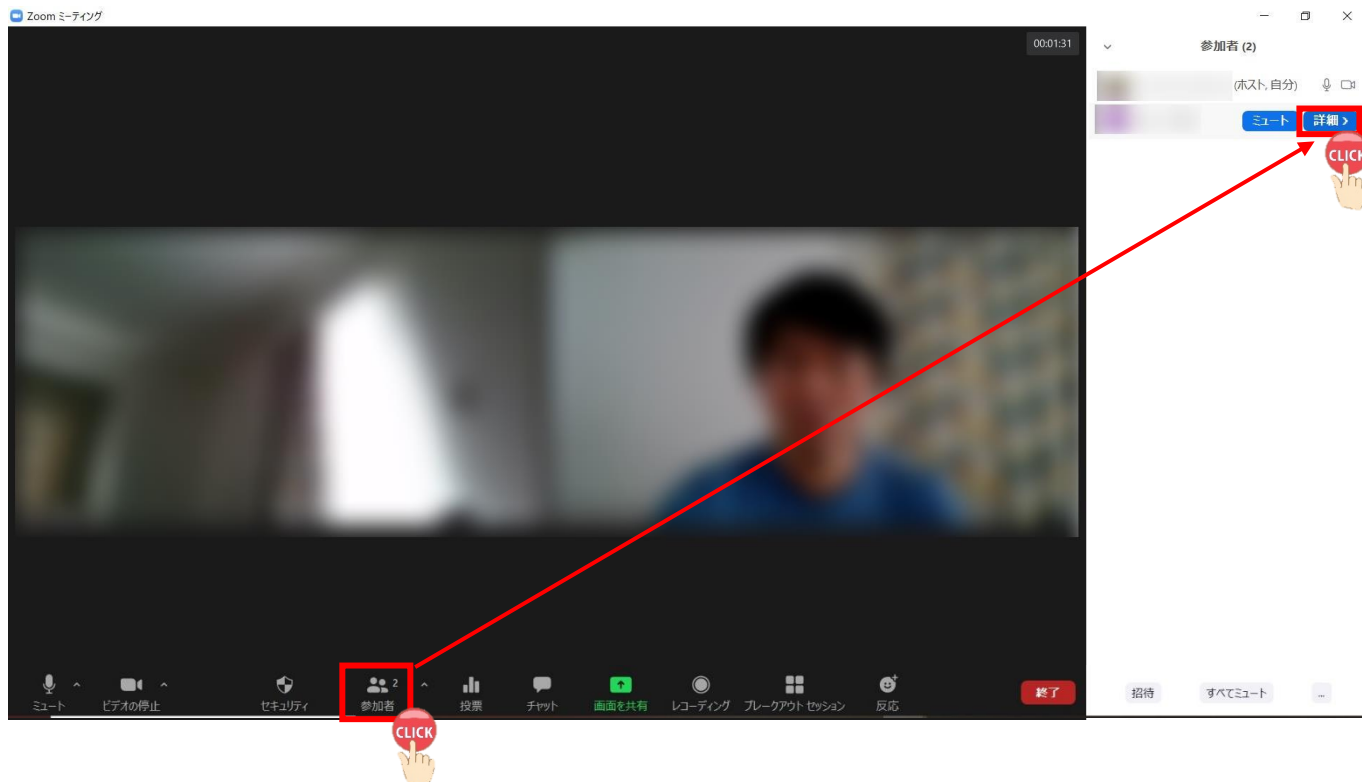 Zoom ミーティング
00:01:31
参加者 (2)
(ホスト, 自分)
ミュート
詳細 >
CLICK
ミュート
ビデオの停止
セキュリティ
参加者 2
投票
チャット
画面を共有
レコーディング
ブレークアウト セッション
反応
終了
招待
すべてミュート
...
CLICK